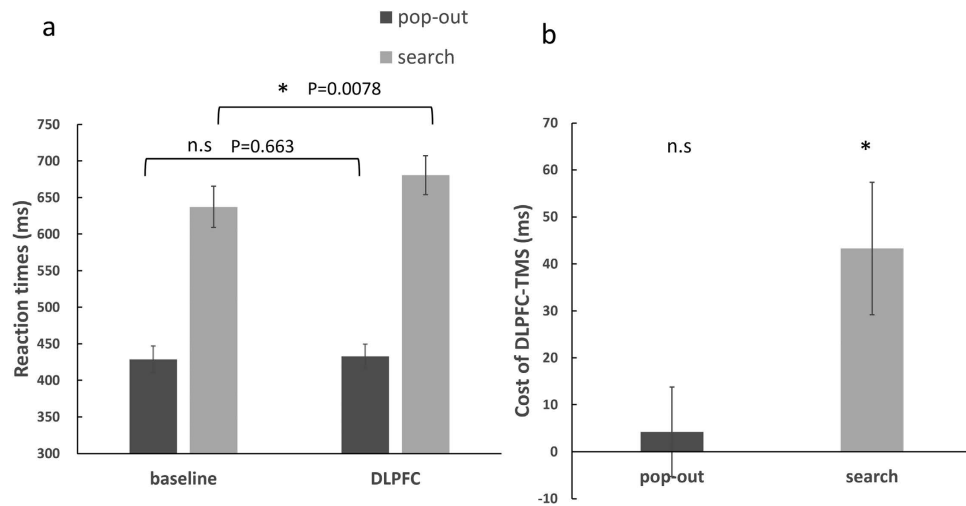 a
pop-out
search
* P=0.0078
n.s P=0.663
Reaction times (ms)
750
700
650
600
550
500
450
400
350
300
baseline
DLPFC
b
n.s
*
Cost of DLPFC-TMS (ms)
70
60
50
40
30
20
10
0
-10
pop-out
search